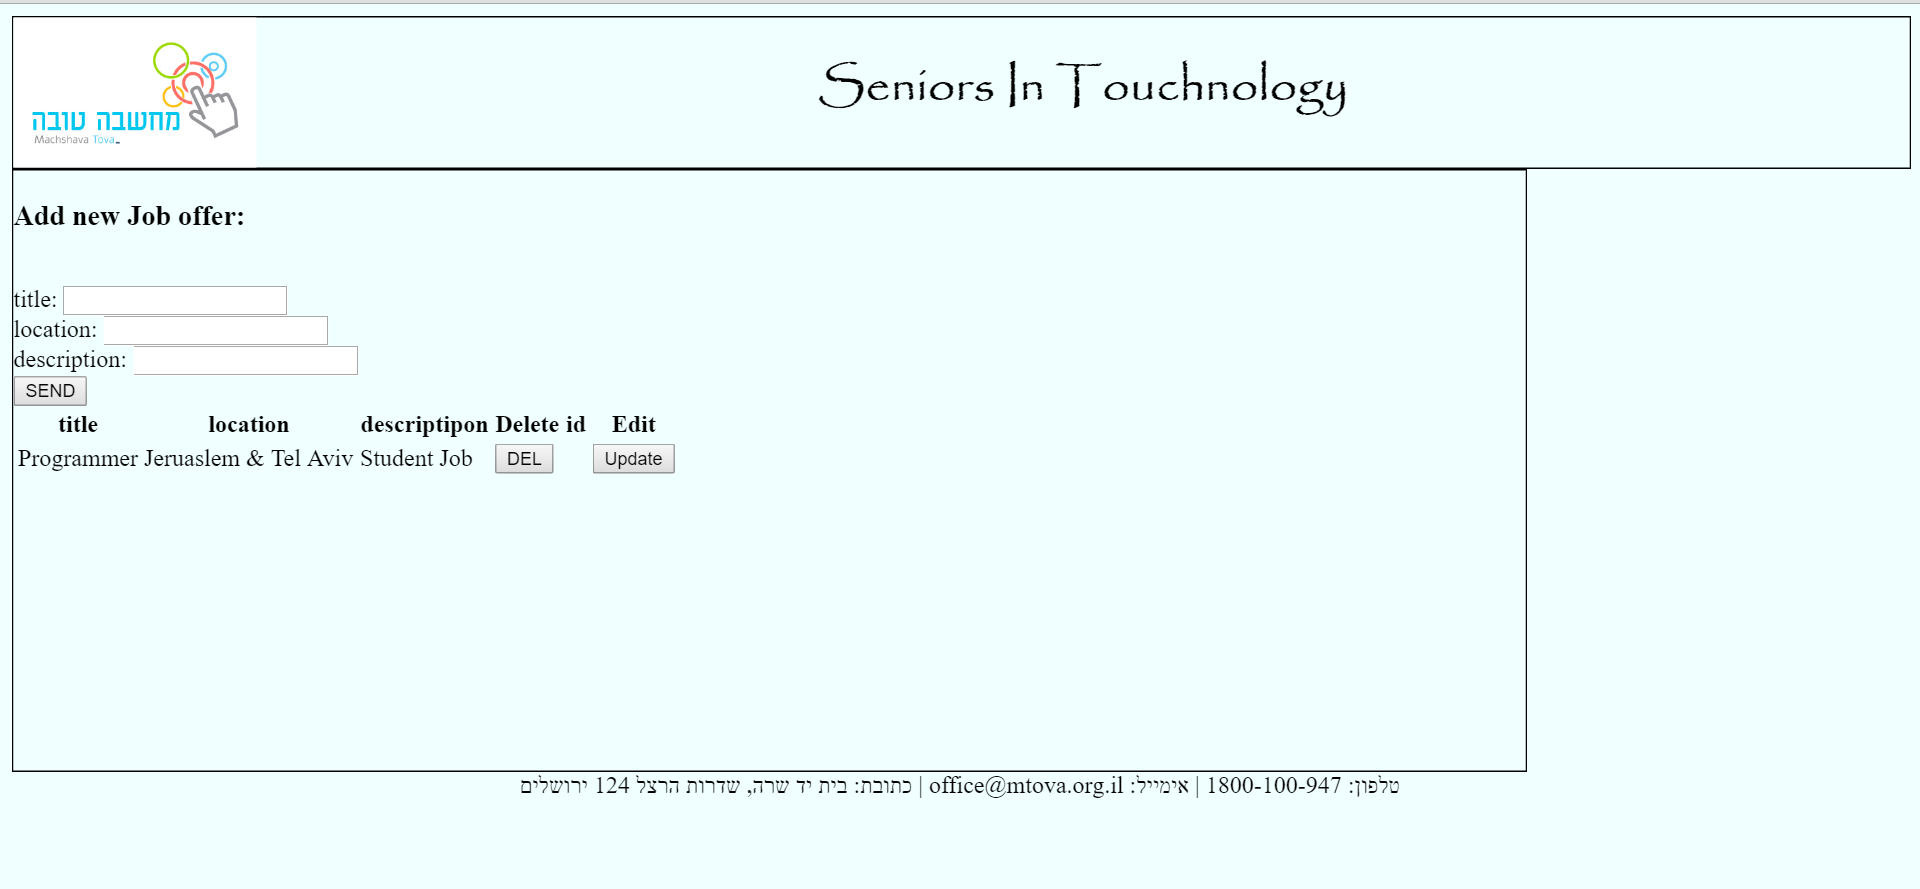 מחשבה טובה
Machshava Tova_
Seniors In Touchnology
Add new Job offer:
title:
location:
description:
SEND
title location descriptipon Delete id Edit
Programmer Jeruaslem & Tel Aviv Student Job DEL Update
טלפון: 1800-100-947 | אימייל: office@mtova.org.il | כתובת: בית יד שרה, שדרות הרצל 124 ירושלים